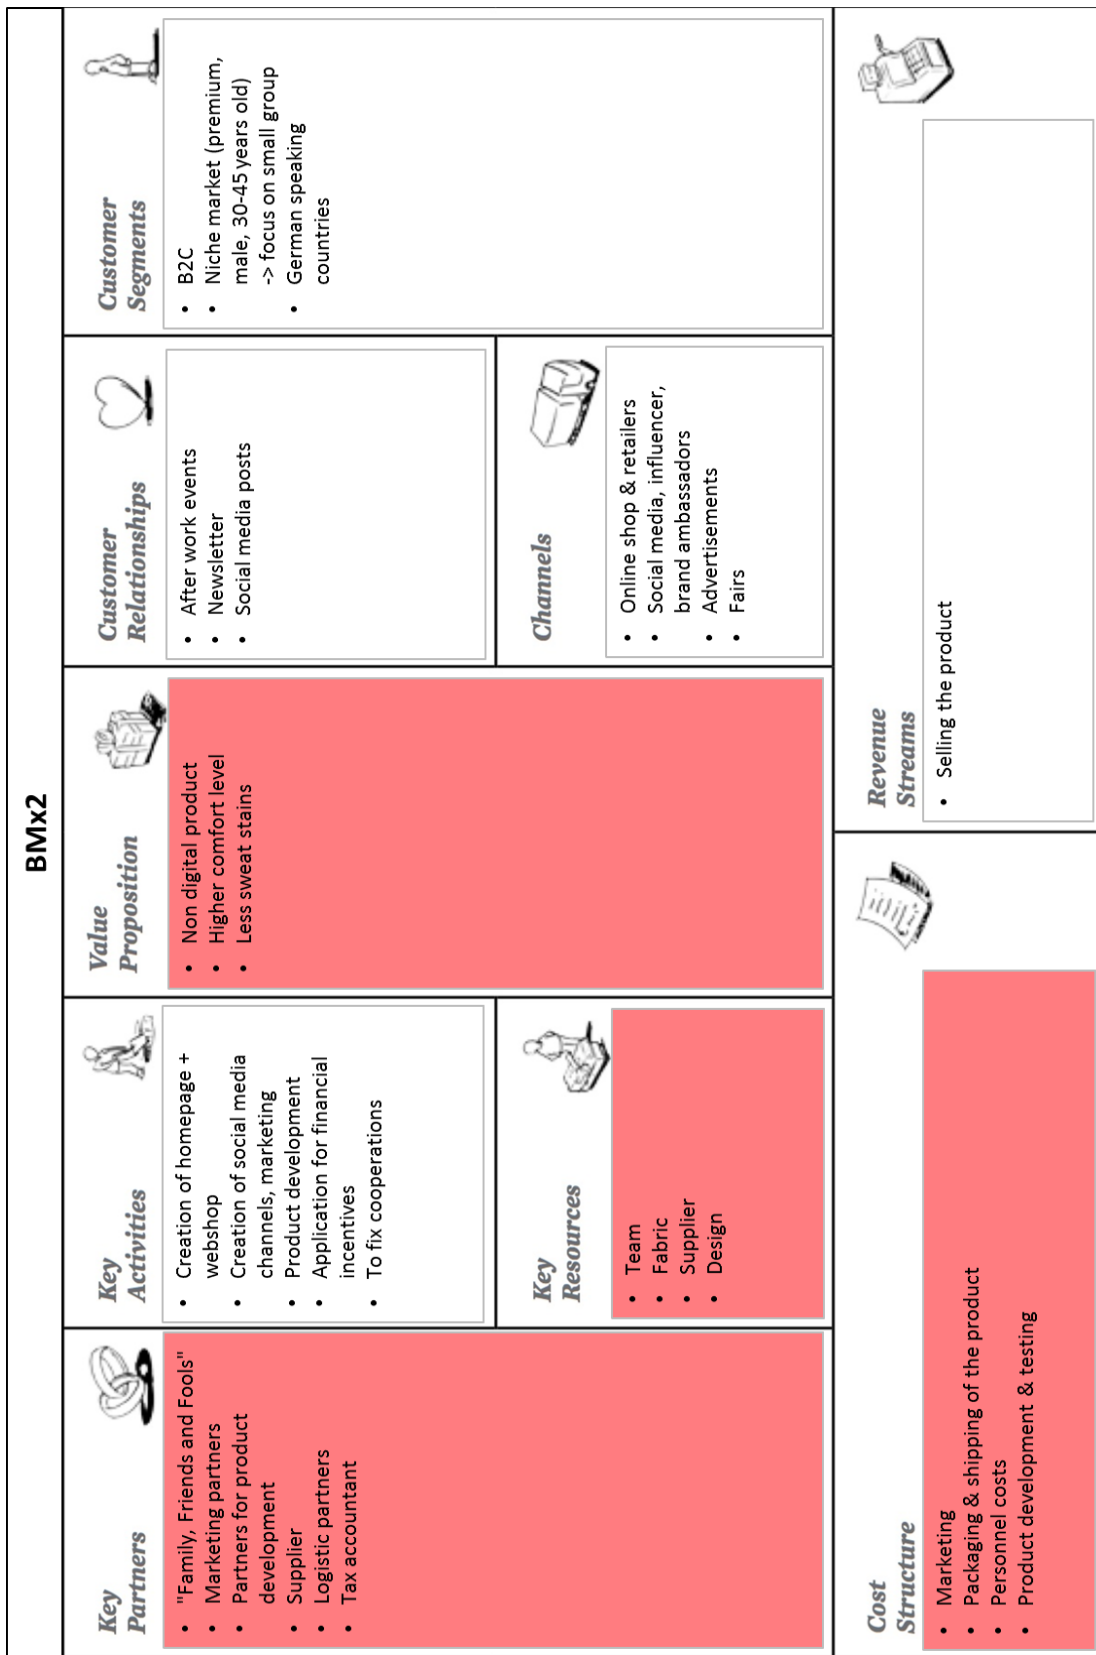 BMx2
Key
Partners
• "Family, Friends and Fools"
• Marketing partners
• Partners for product
development
• Supplier
• Logistic partners
• Tax accountant
Key
Activities
• Creation of homepage +
webshop
• Creation of social media
channels, marketing
• Product development
• Application for financial
incentives
• To fix cooperations
Key
Resources
• Team
• Fabric
• Supplier
• Design
Value
Proposition
• Non digital product
• Higher comfort level
• Less sweat stains
Customer
Relationships
• After work events
• Newsletter
• Social media posts
Channels
• Online shop & retailers
• Social media, influencer,
brand ambassadors
• Advertisements
• Fairs
Customer
Segments
• B2C
• Niche market (premium,
male, 30-45 years old)
-> focus on small group
• German speaking
countries
Cost
Structure
• Marketing
• Packaging & shipping of the product
• Personnel costs
• Product development & testing
Revenue
Streams
• Selling the product